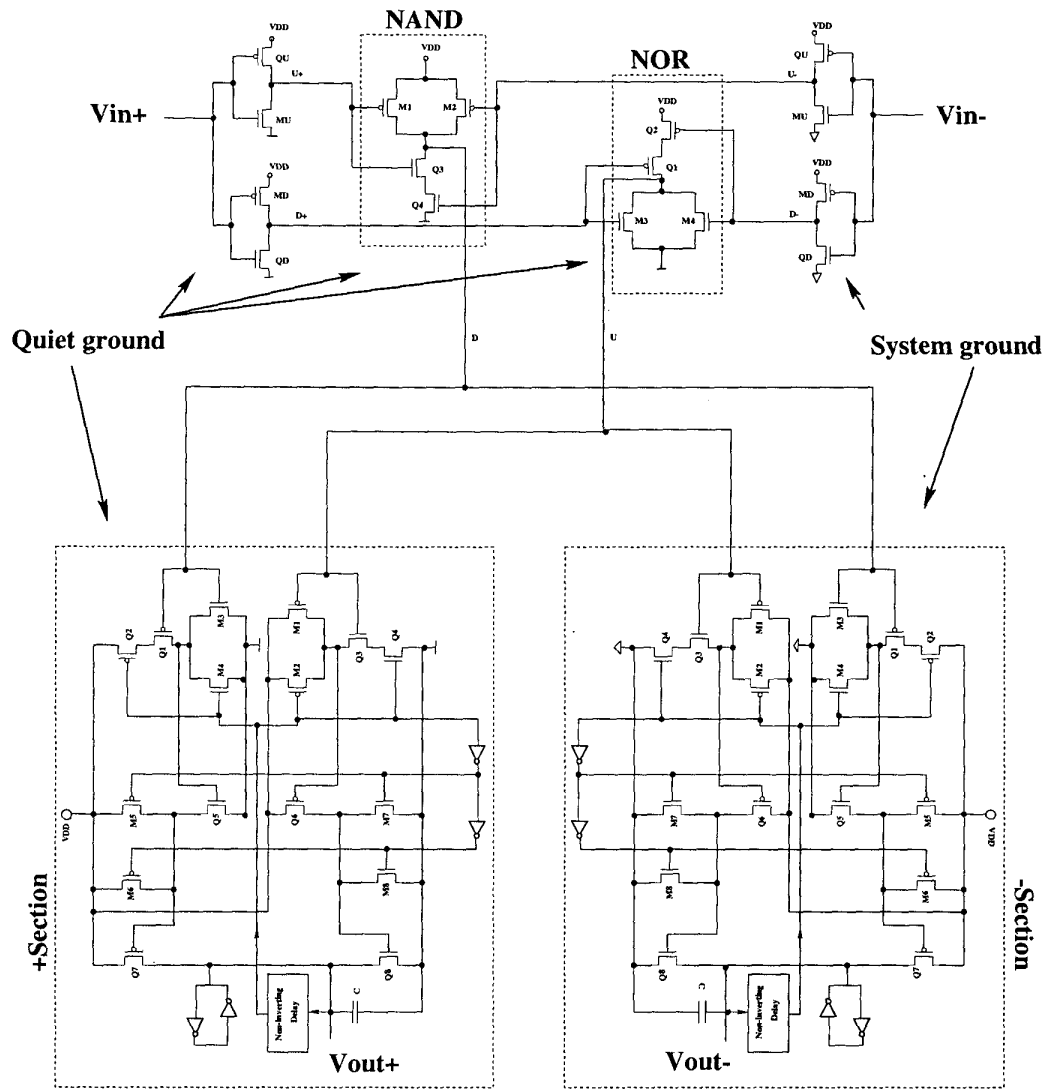 NAND
VDD
VDD
VDD
QU
U+
NOR
U-
QU
Vin+
MU
M1
M2
VDD
Q2
MU
Vin-
VDD
Q3
Q1
VDD
MD
D+
Q4
M3
M4
D-
MD
QD
QD
Quiet ground
D
U
System ground
Q2
Q1
M3
M4
M1
M2
Q3
Q4
Q4
Q3
M1
M2
M3
M4
Q1
Q2
VDD
M5
Q5
Q6
M7
M7
Q6
Q5
M5
VDD
M6
M8
M8
M6
+Section
-Section
Q7
Q8
Q8
Q7
Non-Inverting
Delay
C
C
Non-Inverting
Delay
Vout+
Vout-